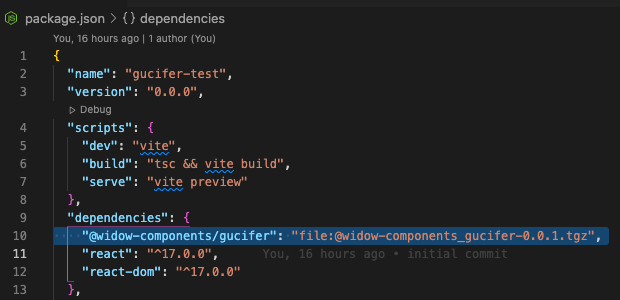 package.json > {} dependencies
You, 16 hours ago | 1 author (You)
1 {
2 "name": "gucifer-test",
3 "version": "0.0.0",
Debug
4 "scripts": {
5 "dev": "vite",
6 "build": "tsc && vite build",
7 "serve": "vite preview"
8 },
9 "dependencies": {
10 "@widow-components/gucifer": "file:@widow-components_gucifer-0.0.1.tgz",
11 "react": "^17.0.0", You, 16 hours ago • initial commit
12 "react-dom": "^17.0.0"
13 },